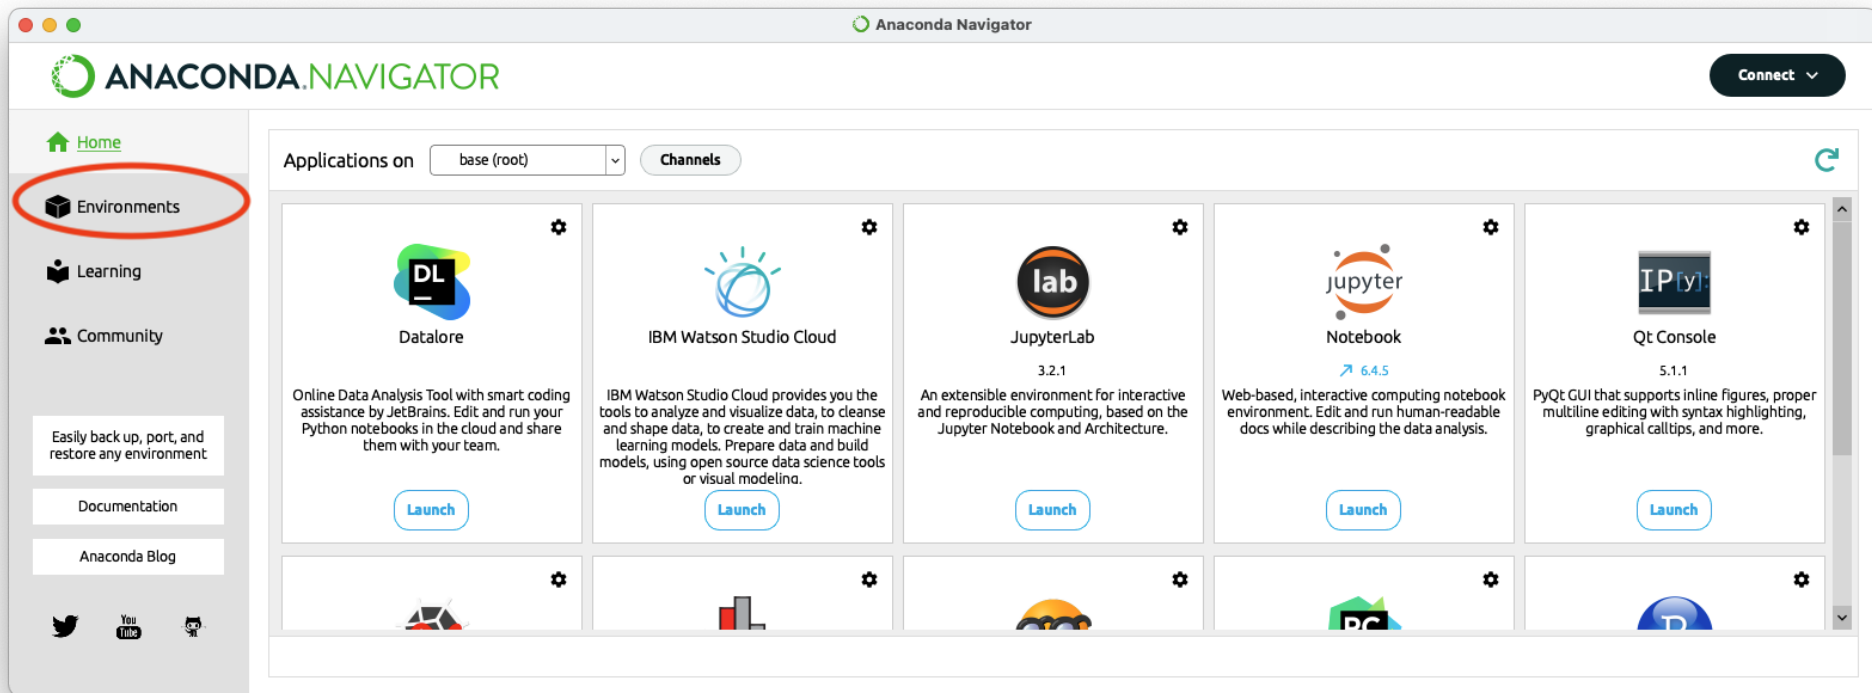 Anaconda Navigator
ANACONDA.NAVIGATOR
Connect
Home
Environments
Learning
Community
Easily back up, port, and
restore any environment
Documentation
Anaconda Blog
You
Tube
Applications on
base (root)
Channels
DL
Datalore
Online Data Analysis Tool with smart coding
assistance by JetBrains. Edit and run your
Python notebooks in the cloud and share
them with your team.
Launch
IBM Watson Studio Cloud
IBM Watson Studio Cloud provides you the
tools to analyze and visualize data, to cleanse
and shape data, to create and train machine
learning models. Prepare data and build
models, using open source data science tools
or visual modeling.
Launch
lab
JupyterLab
3.2.1
An extensible environment for interactive
and reproducible computing, based on the
Jupyter Notebook and Architecture.
Launch
jupyter
Notebook
6.4.5
Web-based, interactive computing notebook
environment. Edit and run human-readable
docs while describing the data analysis.
Launch
IP[y]:
Qt Console
5.1.1
PyQt GUI that supports inline figures, proper
multiline editing with syntax highlighting,
graphical calltips, and more.
Launch
PC
R